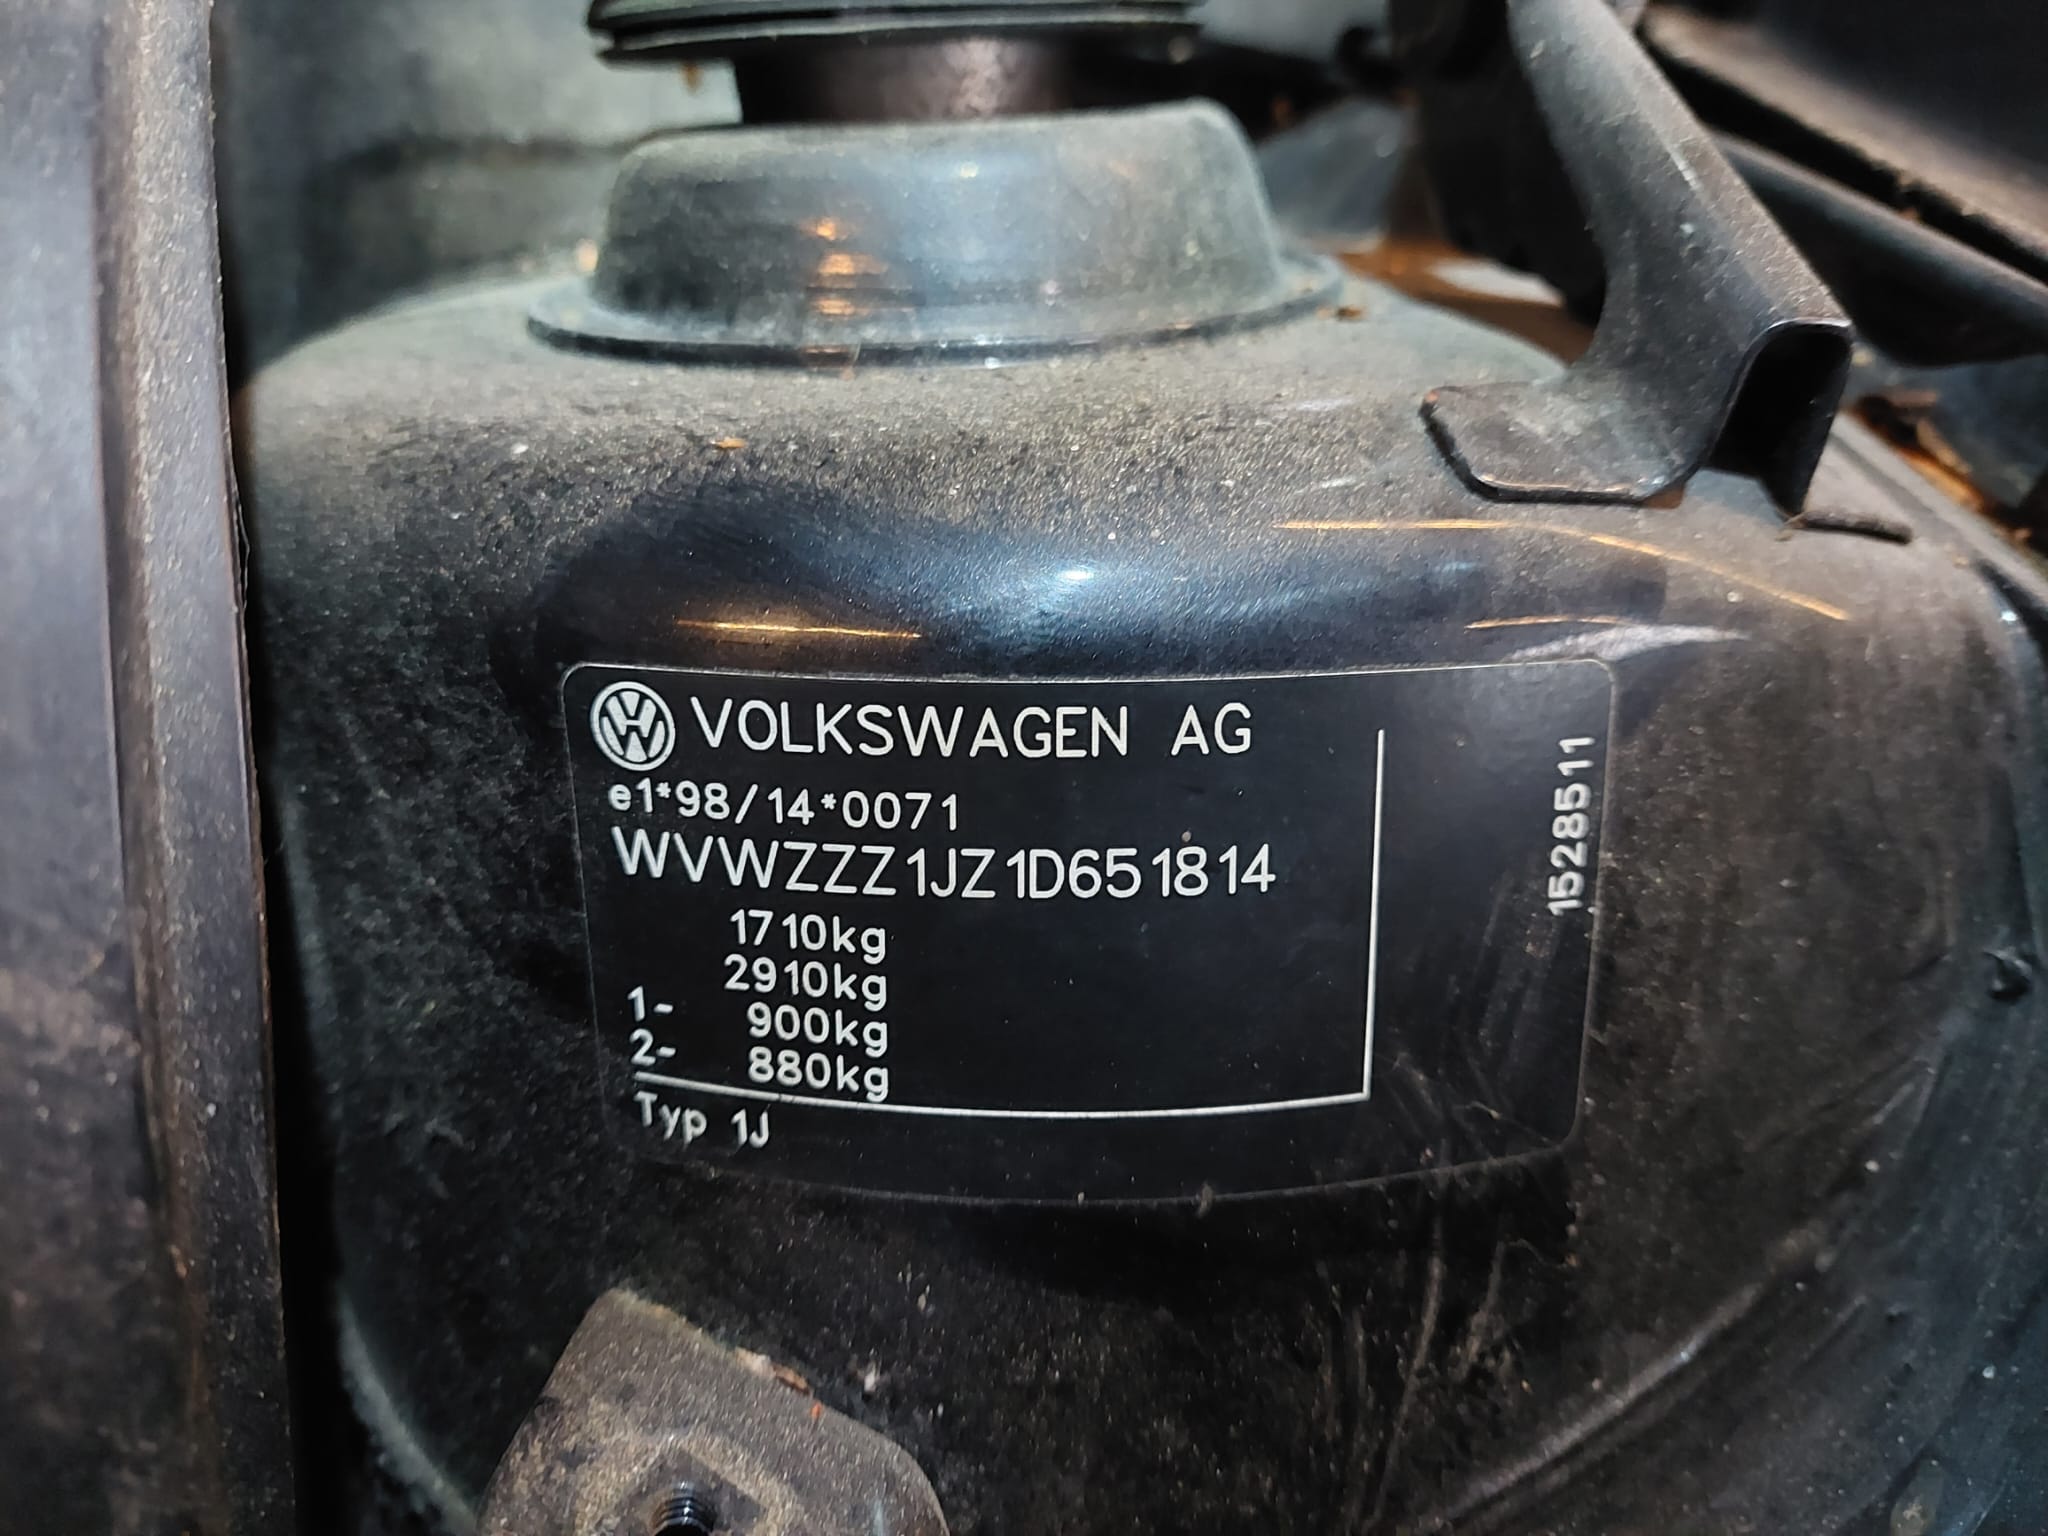 VOLKSWAGEN AG
e1*98/14*0071
WVWZZZ1JZ1D651814
1710kg
2910kg
1- 900kg
2- 880kg
Typ 1J
1528511